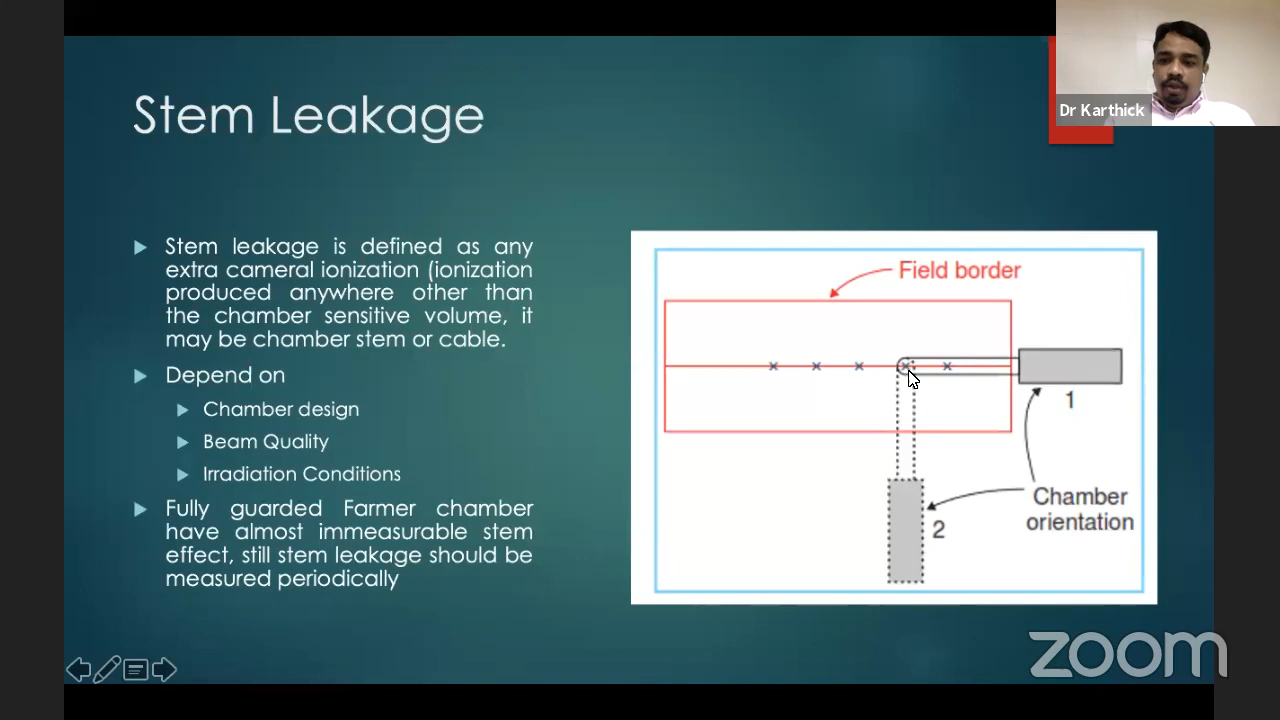 Dr Karthick
Stem Leakage
Stem leakage is defined as any
extra cameral ionization (ionization
produced anywhere other than
the chamber sensitive volume, it
may be chamber stem or cable.
Depend on
Chamber design
Beam Quality
Irradiation Conditions
Fully guarded Farmer chamber
have almost immeasurable stem
effect, still stem leakage should be
measured periodically
Field border
1
Chamber
orientation
2
zoom